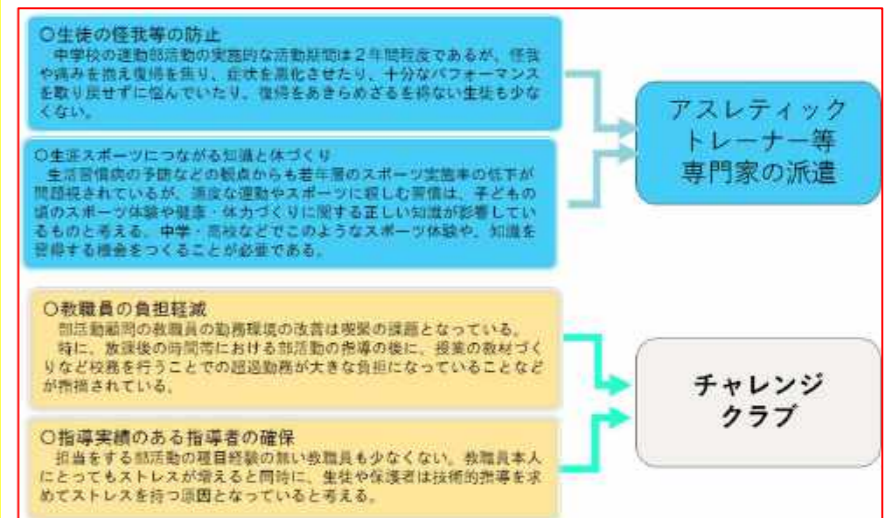 〇生徒の怪我等の防止
中学校の運動部活動の実施的な活動期間は2年間程度であるが、怪我
や痛みを抱え復帰を焦り、症状を悪化させたり、十分なパフォーマンス
を取り戻せずに悩んでいたり、復帰をあきらめざるを得ない生徒も少な
くない。
〇生涯スポーツにつながる知識と体づくり
生活習慣病の予防などの観点からも若年層のスポーツ実施率の低下が
問題視されているが、適度な運動やスポーツに親しむ習慣は、子どもの
頃のスポーツ体験や健康・体力づくりに関する正しい知識が影響してい
るものと考える。中学・高校などでこのようなスポーツ体験や、知識を
習得する機会をつくることが必要である。
アスレティック
トレーナー等
専門家の派遣
〇教職員の負担軽減
部活動顧問の教職員の勤務環境の改善は喫緊の課題となっている。
特に、放課後の時間帯における部活動の指導の後に、授業の教材づく
りなど校務を行うことでの超過勤務が大きな負担になっていることなど
が指摘されている。
〇指導実績のある指導者の確保
担当をする部活動の種目経験の無い教職員も少なくない。教職員本人
にとってもストレスが増えると同時に、生徒や保護者は技術的指導を求
めてストレスを持つ原因となっていると考える。
チャレンジ
クラブ